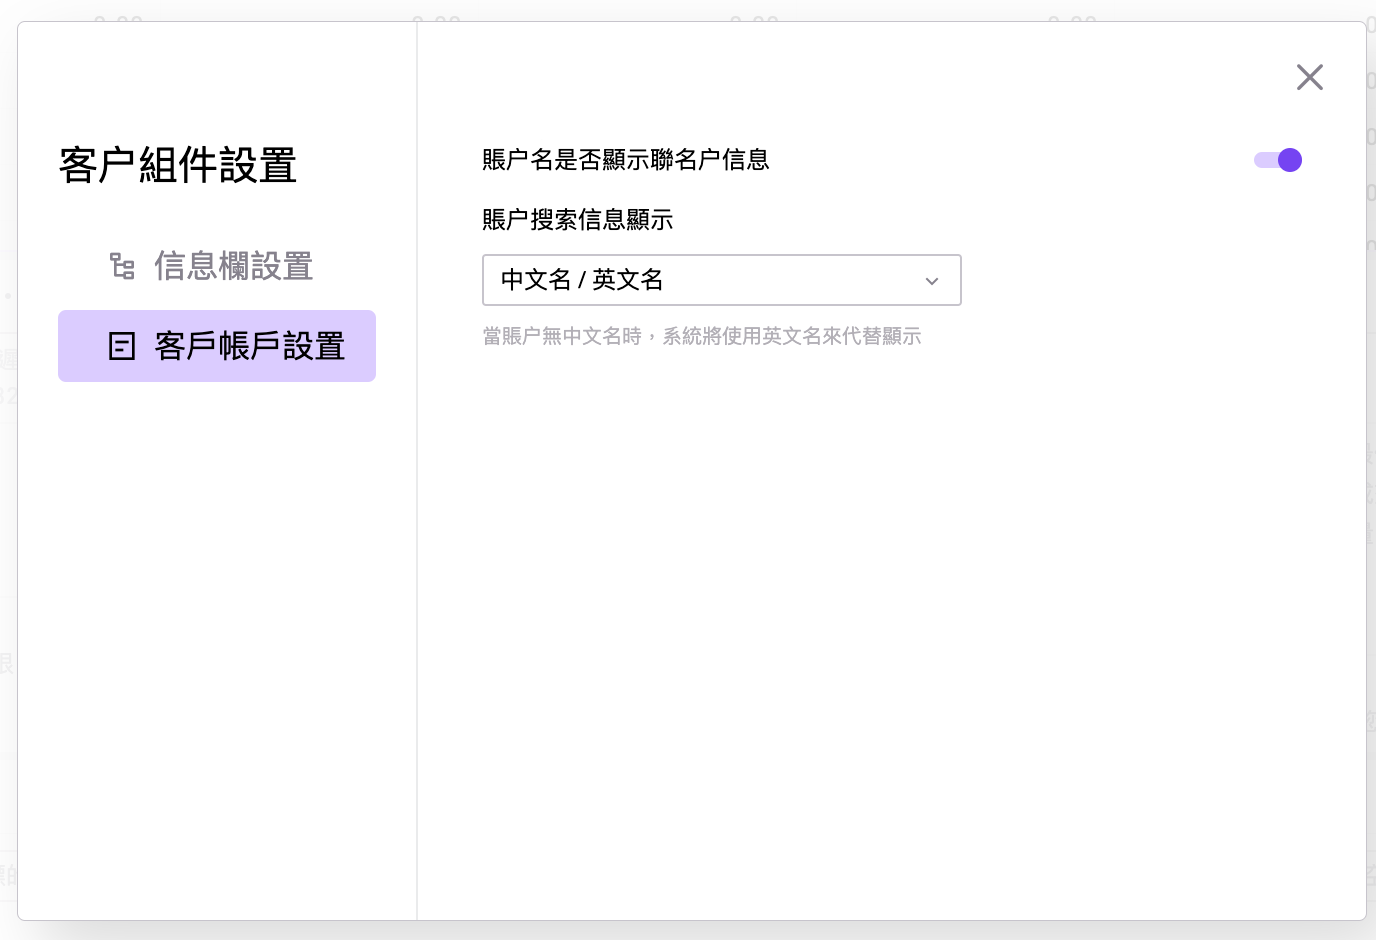 客户組件設置
信息欄設置
客戶帳戶設置
賬户名是否顯示聯名户信息
賬户搜索信息顯示
中文名 / 英文名
當賬户無中文名時，系統將使用英文名來代替顯示